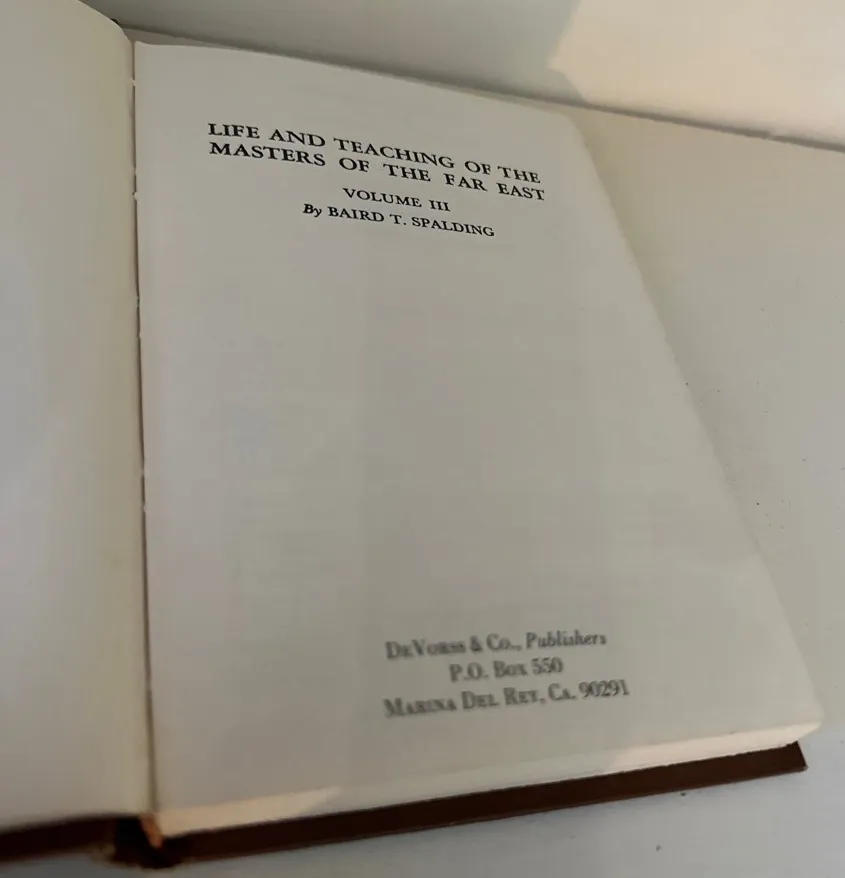 LIFE AND TEACHING OF THE
MASTERS OF THE FAR EAST
VOLUME III
By BAIRD T. SPALDING
DeVorss & Co., Publishers
P.O. Box 550
Marina Del Rey, Ca. 90291